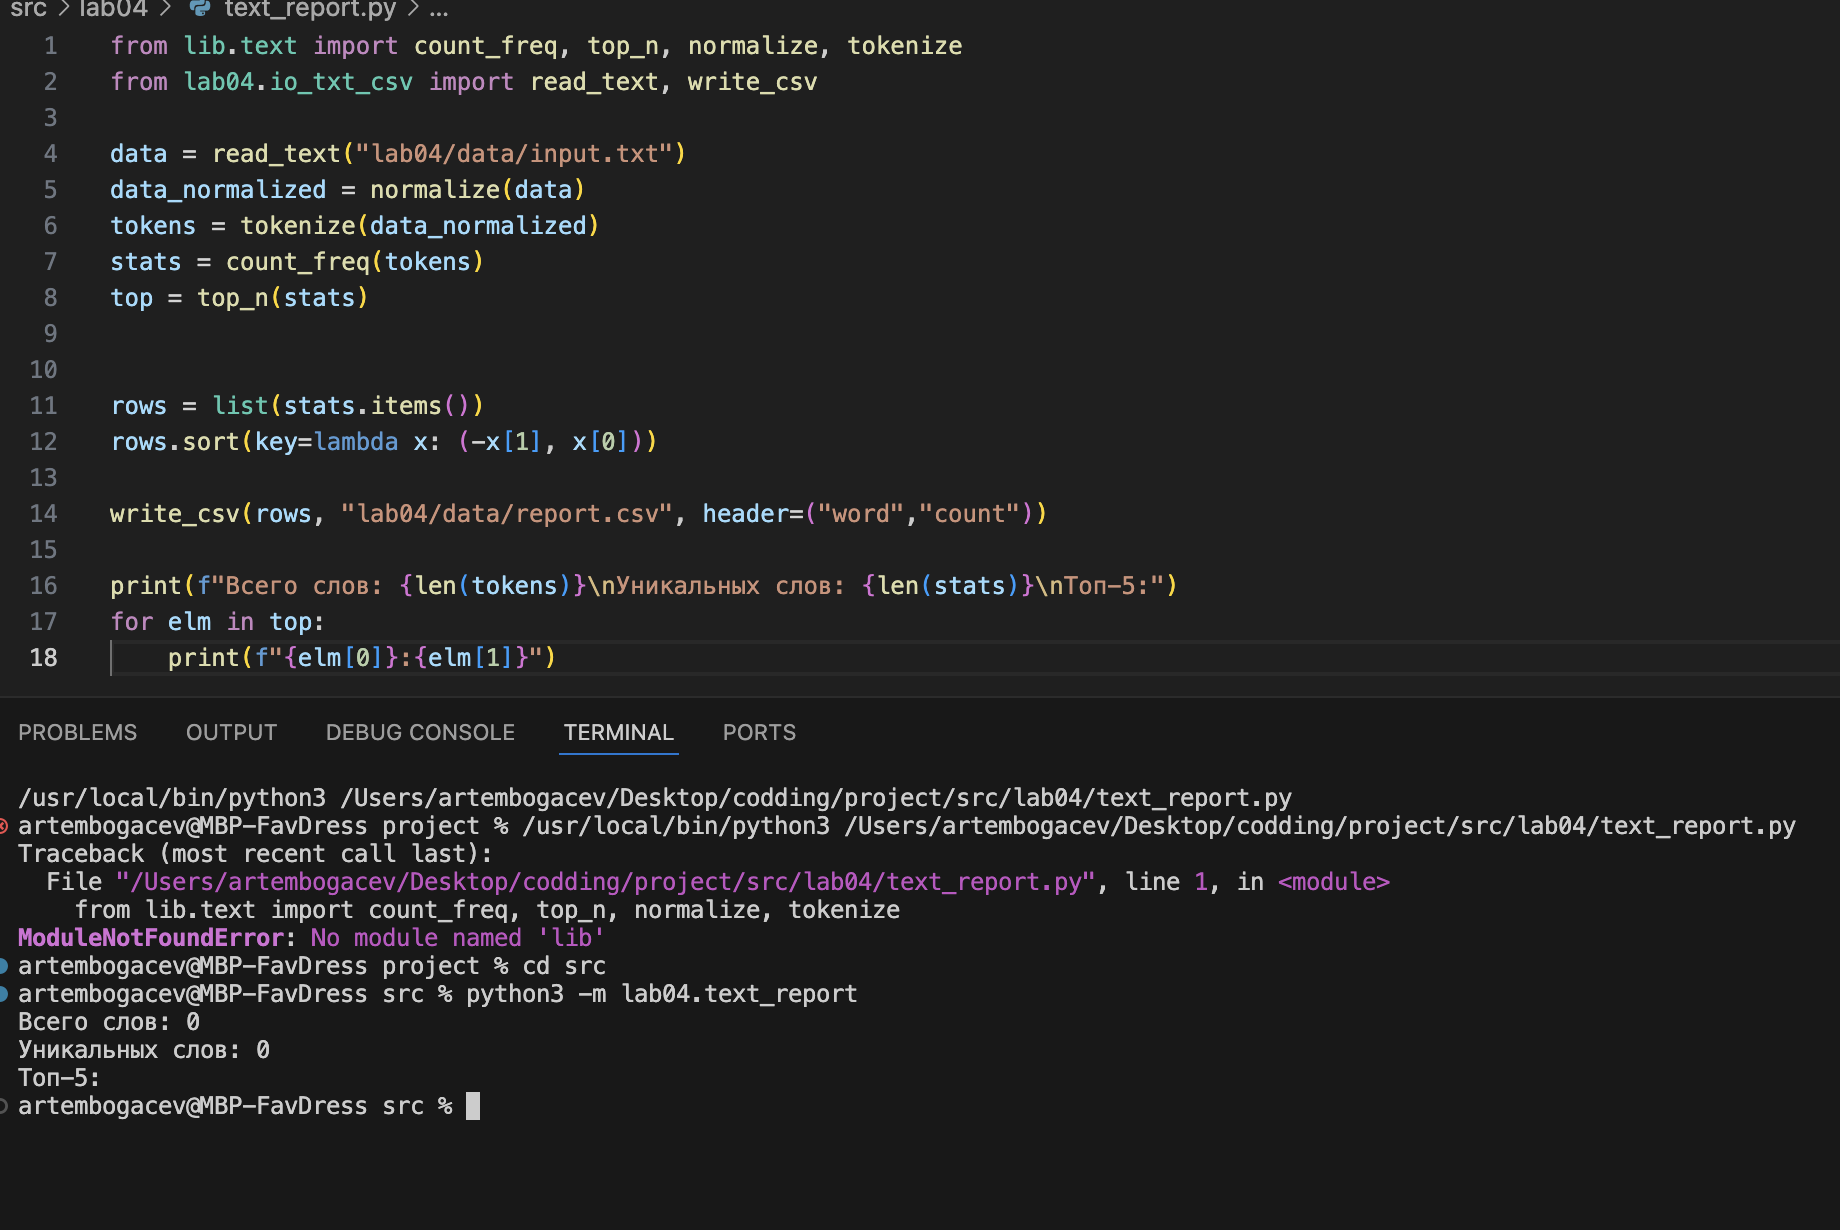 src > lab04 > text_report.py > ...
1 from lib.text import count_freq, top_n, normalize, tokenize
2 from lab04.io_txt_csv import read_text, write_csv
3
4 data = read_text("lab04/data/input.txt")
5 data_normalized = normalize(data)
6 tokens = tokenize(data_normalized)
7 stats = count_freq(tokens)
8 top = top_n(stats)
9
10
11 rows = list(stats.items())
12 rows.sort(key=lambda x: (-x[1], x[0]))
13
14 write_csv(rows, "lab04/data/report.csv", header=("word","count"))
15
16 print(f"Всего слов: {len(tokens)}\nУникальных слов: {len(stats)}\nТоп-5:")
17 for elm in top:
18     print(f"{elm[0]}:{elm[1]}")
PROBLEMS OUTPUT DEBUG CONSOLE TERMINAL PORTS
/usr/local/bin/python3 /Users/artembogacev/Desktop/codding/project/src/lab04/text_report.py
artembogacev@MBP-FavDress project % /usr/local/bin/python3 /Users/artembogacev/Desktop/codding/project/src/lab04/text_report.py
Traceback (most recent call last):
  File "/Users/artembogacev/Desktop/codding/project/src/lab04/text_report.py", line 1, in <module>
    from lib.text import count_freq, top_n, normalize, tokenize
ModuleNotFoundError: No module named 'lib'
artembogacev@MBP-FavDress project % cd src
artembogacev@MBP-FavDress src % python3 -m lab04.text_report
Всего слов: 0
Уникальных слов: 0
Топ-5:
artembogacev@MBP-FavDress src %